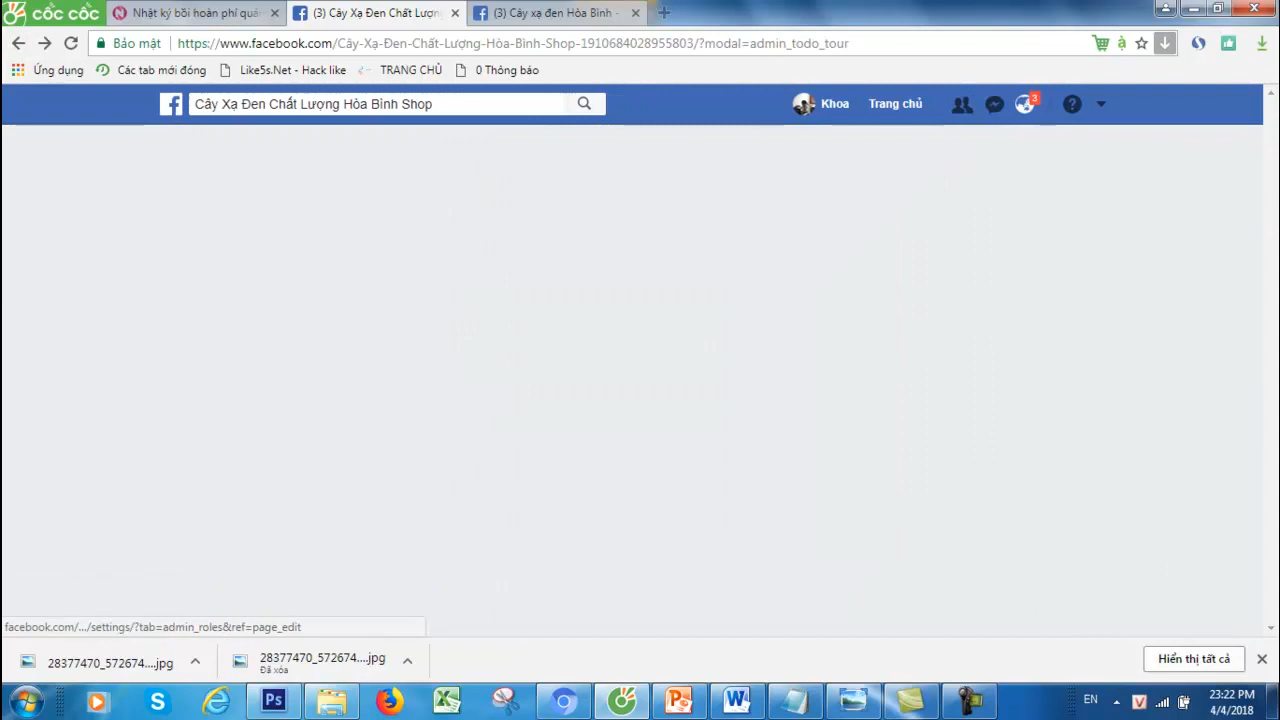 cốc cốc
Nhật ký bồi hoàn phí quản
(3) Cây Xạ Đen Chất Lượn
(3) Cây xạ đen Hòa Bình -
Bảo mật
https://www.facebook.com/Cây-Xạ-Đen-Chất-Lượng-Hòa-Bình-Shop-1910684028955803/?modal=admin_todo_tour
Ứng dụng
Các tab mới đóng
Like5s.Net - Hack like
TRANG CHỦ
0 Thông báo
Cây Xạ Đen Chất Lượng Hòa Bình Shop
Khoa
Trang chủ
3
facebook.com/.../settings/?tab=admin_roles&ref=page_edit
28377470_572674....jpg
28377470_572674....jpg
Đã xóa
Hiển thị tất cả
EN
23:22 PM
4/4/2018